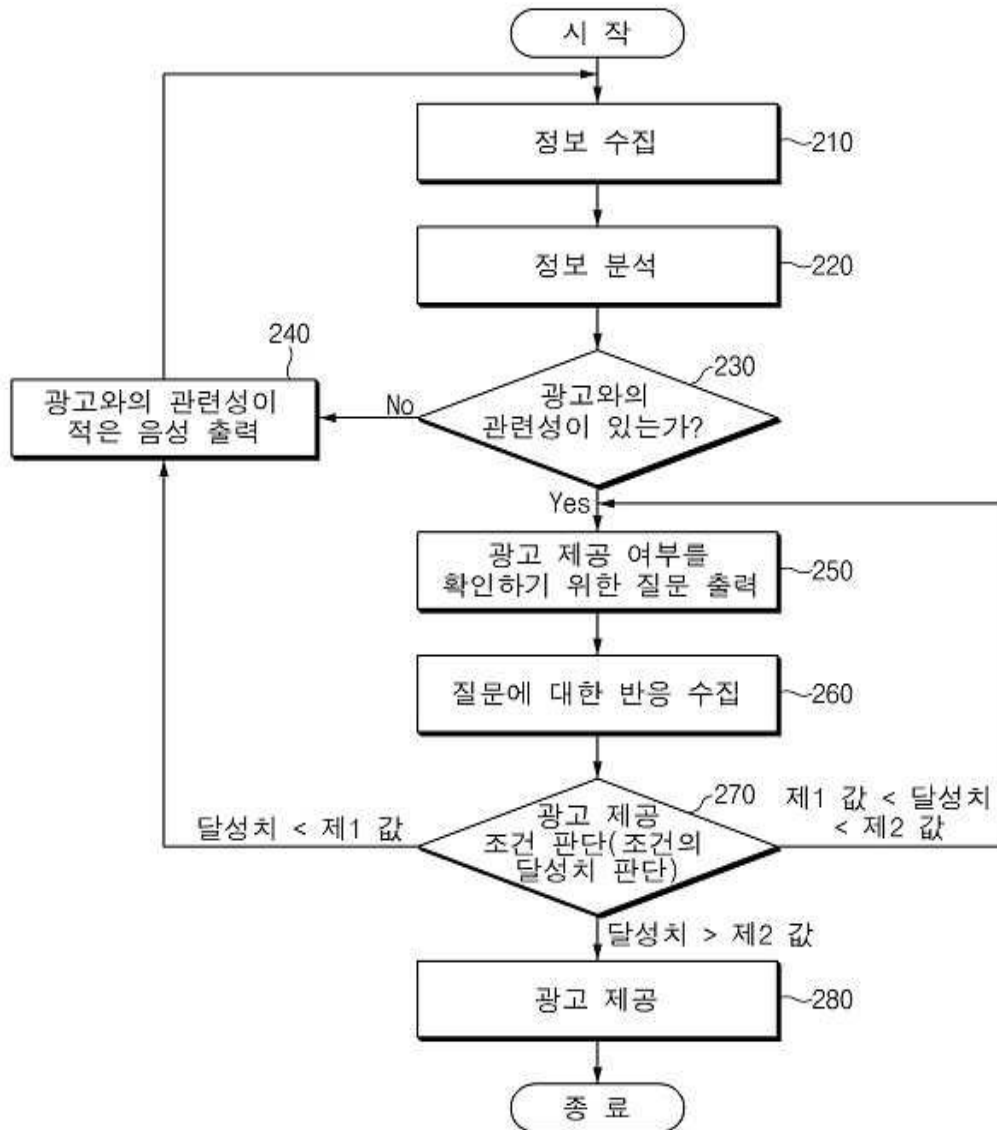 시 작
정보 수집
210
정보 분석
220
240
230
광고와의
관련성이 있는가?
No
광고와의 관련성이
적은 음성 출력
Yes
광고 제공 여부를
확인하기 위한 질문 출력
250
질문에 대한 반응 수집
260
270
광고 제공
조건 판단(조건의
달성치 판단)
달성치 < 제1 값
제1 값 < 달성치
< 제2 값
달성치 > 제2 값
광고 제공
280
종 료